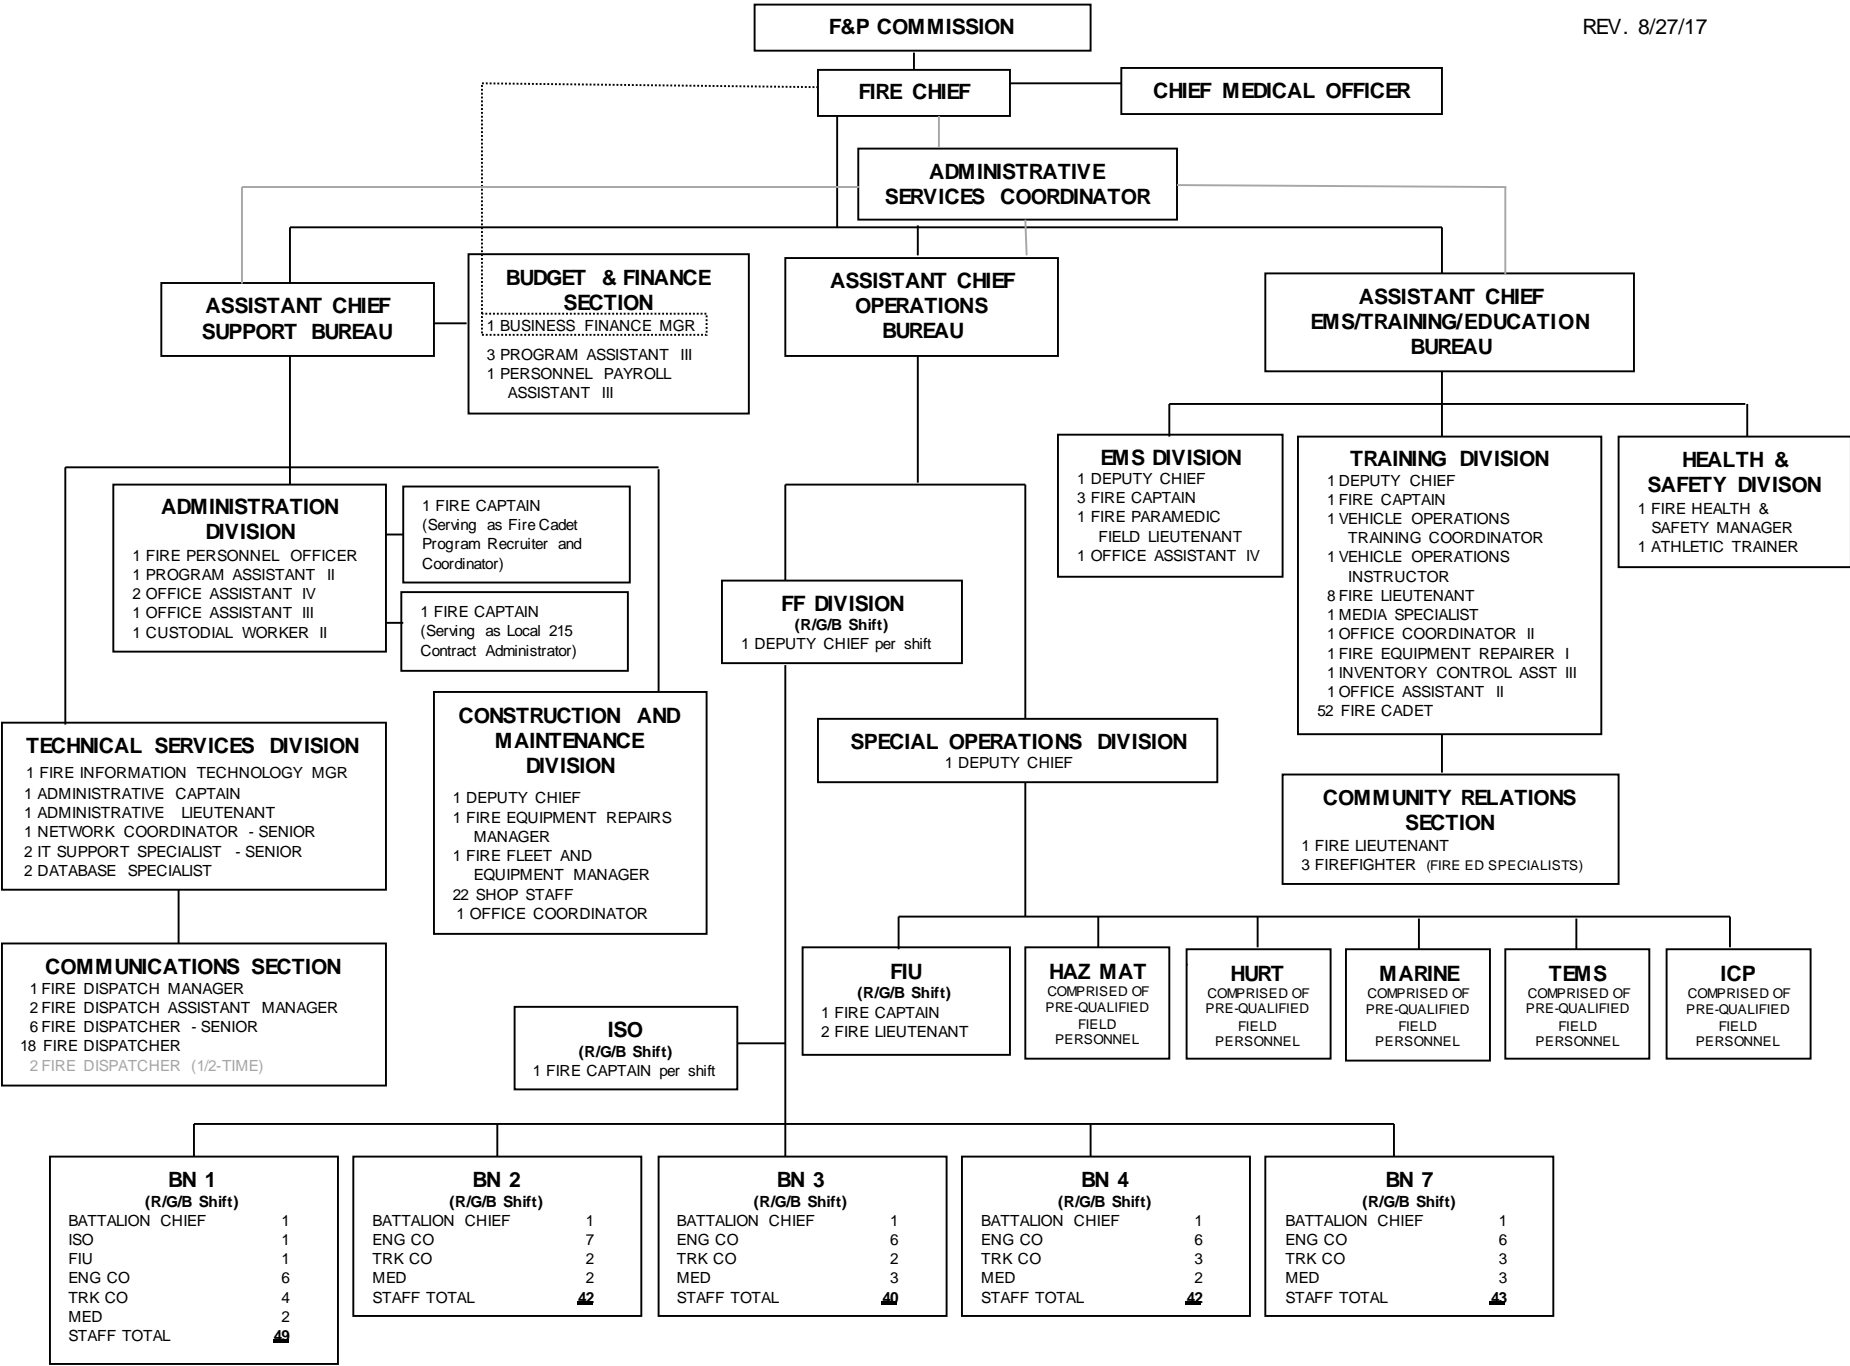 F&P COMMISSION
REV. 8/27/17
FIRE CHIEF
CHIEF MEDICAL OFFICER
ADMINISTRATIVE
SERVICES COORDINATOR
BUDGET & FINANCE
SECTION
1 BUSINESS FINANCE MGR
3 PROGRAM ASSISTANT III
1 PERSONNEL PAYROLL
ASSISTANT III
ASSISTANT CHIEF
SUPPORT BUREAU
ASSISTANT CHIEF
OPERATIONS
BUREAU
ASSISTANT CHIEF
EMS/TRAINING/EDUCATION
BUREAU
EMS DIVISION
1 DEPUTY CHIEF
3 FIRE CAPTAIN
1 FIRE PARAMEDIC
FIELD LIEUTENANT
1 OFFICE ASSISTANT IV
TRAINING DIVISION
1 DEPUTY CHIEF
1 FIRE CAPTAIN
1 VEHICLE OPERATIONS
TRAINING COORDINATOR
1 VEHICLE OPERATIONS
INSTRUCTOR
8 FIRE LIEUTENANT
1 MEDIA SPECIALIST
1 OFFICE COORDINATOR II
1 FIRE EQUIPMENT REPAIRER I
1 INVENTORY CONTROL ASST III
1 OFFICE ASSISTANT II
52 FIRE CADET
HEALTH &
SAFETY DIVISON
1 FIRE HEALTH &
SAFETY MANAGER
1 ATHLETIC TRAINER
ADMINISTRATION
DIVISION
1 FIRE PERSONNEL OFFICER
1 PROGRAM ASSISTANT II
2 OFFICE ASSISTANT IV
1 OFFICE ASSISTANT III
1 CUSTODIAL WORKER II
1 FIRE CAPTAIN
(Serving as Fire Cadet
Program Recruiter and
Coordinator)
1 FIRE CAPTAIN
(Serving as Local 215
Contract Administrator)
FF DIVISION
(R/G/B Shift)
1 DEPUTY CHIEF per shift
TECHNICAL SERVICES DIVISION
1 FIRE INFORMATION TECHNOLOGY MGR
1 ADMINISTRATIVE CAPTAIN
1 ADMINISTRATIVE LIEUTENANT
1 NETWORK COORDINATOR - SENIOR
2 IT SUPPORT SPECIALIST - SENIOR
2 DATABASE SPECIALIST
CONSTRUCTION AND
MAINTENANCE
DIVISION
1 DEPUTY CHIEF
1 FIRE EQUIPMENT REPAIRS
MANAGER
1 FIRE FLEET AND
EQUIPMENT MANAGER
22 SHOP STAFF
1 OFFICE COORDINATOR
SPECIAL OPERATIONS DIVISION
1 DEPUTY CHIEF
COMMUNITY RELATIONS
SECTION
1 FIRE LIEUTENANT
3 FIREFIGHTER (FIRE ED SPECIALISTS)
COMMUNICATIONS SECTION
1 FIRE DISPATCH MANAGER
2 FIRE DISPATCH ASSISTANT MANAGER
6 FIRE DISPATCHER - SENIOR
18 FIRE DISPATCHER
2 FIRE DISPATCHER (1/2-TIME)
ISO
(R/G/B Shift)
1 FIRE CAPTAIN per shift
FIU
(R/G/B Shift)
1 FIRE CAPTAIN
2 FIRE LIEUTENANT
HAZ MAT
COMPRISED OF
PRE-QUALIFIED
FIELD
PERSONNEL
HURT
COMPRISED OF
PRE-QUALIFIED
FIELD
PERSONNEL
MARINE
COMPRISED OF
PRE-QUALIFIED
FIELD
PERSONNEL
TEMS
COMPRISED OF
PRE-QUALIFIED
FIELD
PERSONNEL
ICP
COMPRISED OF
PRE-QUALIFIED
FIELD
PERSONNEL
BN 1
(R/G/B Shift)
BATTALION CHIEF 1
ISO 1
FIU 1
ENG CO 6
TRK CO 4
MED 2
STAFF TOTAL 49
BN 2
(R/G/B Shift)
BATTALION CHIEF 1
ENG CO 7
TRK CO 2
MED 2
STAFF TOTAL 42
BN 3
(R/G/B Shift)
BATTALION CHIEF 1
ENG CO 6
TRK CO 2
MED 3
STAFF TOTAL 40
BN 4
(R/G/B Shift)
BATTALION CHIEF 1
ENG CO 6
TRK CO 3
MED 2
STAFF TOTAL 42
BN 7
(R/G/B Shift)
BATTALION CHIEF 1
ENG CO 6
TRK CO 3
MED 3
STAFF TOTAL 43